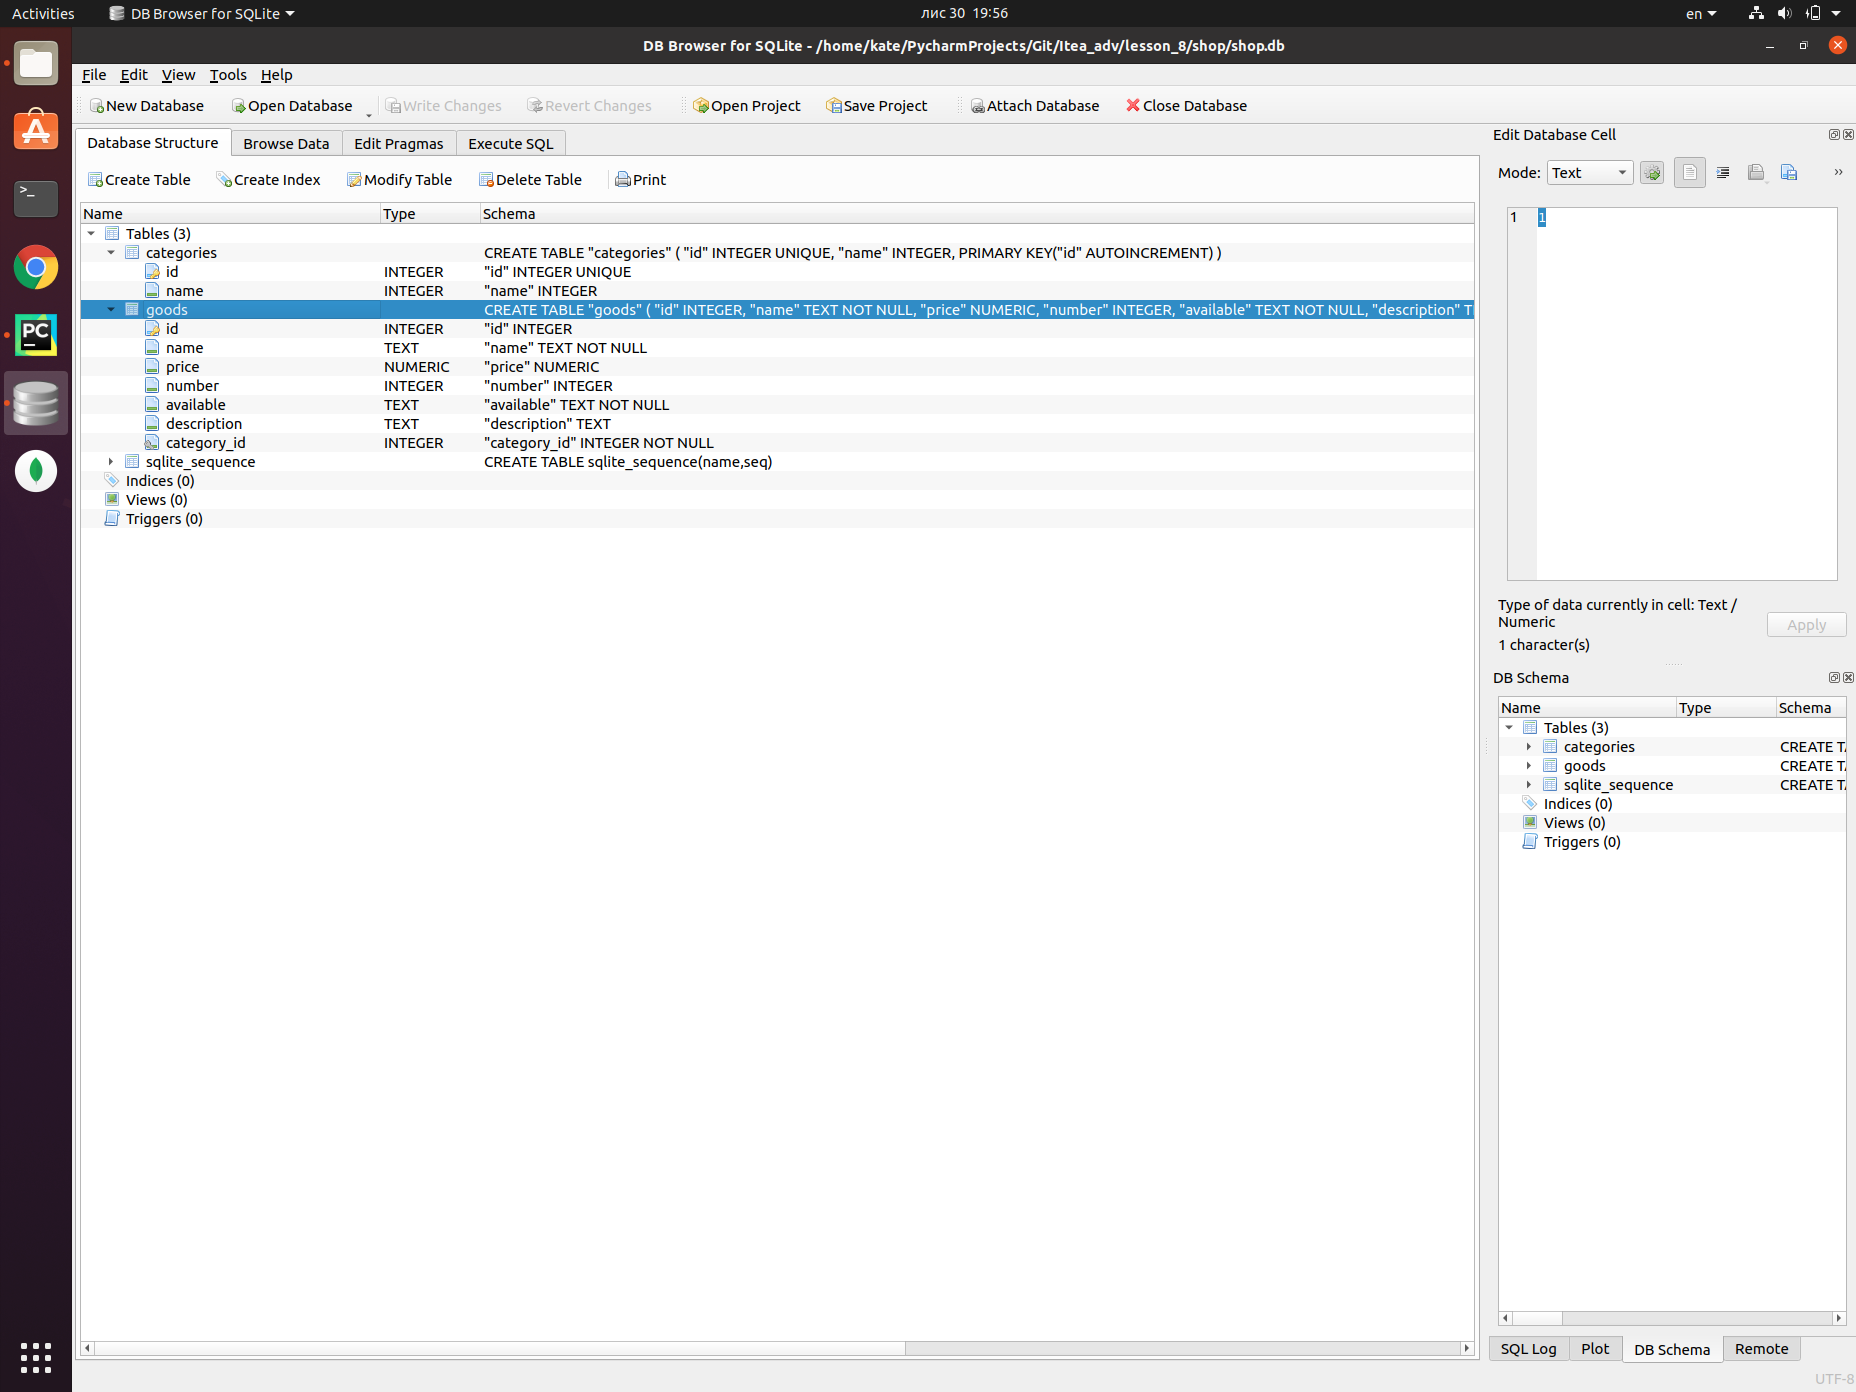 Activities DB Browser for SQLite лис 30 19:56 en
DB Browser for SQLite - /home/kate/PycharmProjects/Git/Itea_adv/lesson_8/shop/shop.db
File Edit View Tools Help
New Database Open Database Write Changes Revert Changes Open Project Save Project Attach Database Close Database
Database Structure Browse Data Edit Pragmas Execute SQL
Create Table Create Index Modify Table Delete Table Print
Name Type Schema
Tables (3)
categories CREATE TABLE "categories" ( "id" INTEGER UNIQUE, "name" INTEGER, PRIMARY KEY("id" AUTOINCREMENT) )
id INTEGER "id" INTEGER UNIQUE
name INTEGER "name" INTEGER
goods CREATE TABLE "goods" ( "id" INTEGER, "name" TEXT NOT NULL, "price" NUMERIC, "number" INTEGER, "available" TEXT NOT NULL, "description" T
id INTEGER "id" INTEGER
name TEXT "name" TEXT NOT NULL
price NUMERIC "price" NUMERIC
number INTEGER "number" INTEGER
available TEXT "available" TEXT NOT NULL
description TEXT "description" TEXT
category_id INTEGER "category_id" INTEGER NOT NULL
sqlite_sequence CREATE TABLE sqlite_sequence(name,seq)
Indices (0)
Views (0)
Triggers (0)
Edit Database Cell
Mode: Text
1 1
Type of data currently in cell: Text /
Numeric
Apply
1 character(s)
DB Schema
Name Type Schema
Tables (3)
categories CREATE TA
goods CREATE TA
sqlite_sequence CREATE TA
Indices (0)
Views (0)
Triggers (0)
SQL Log Plot DB Schema Remote
UTF-8